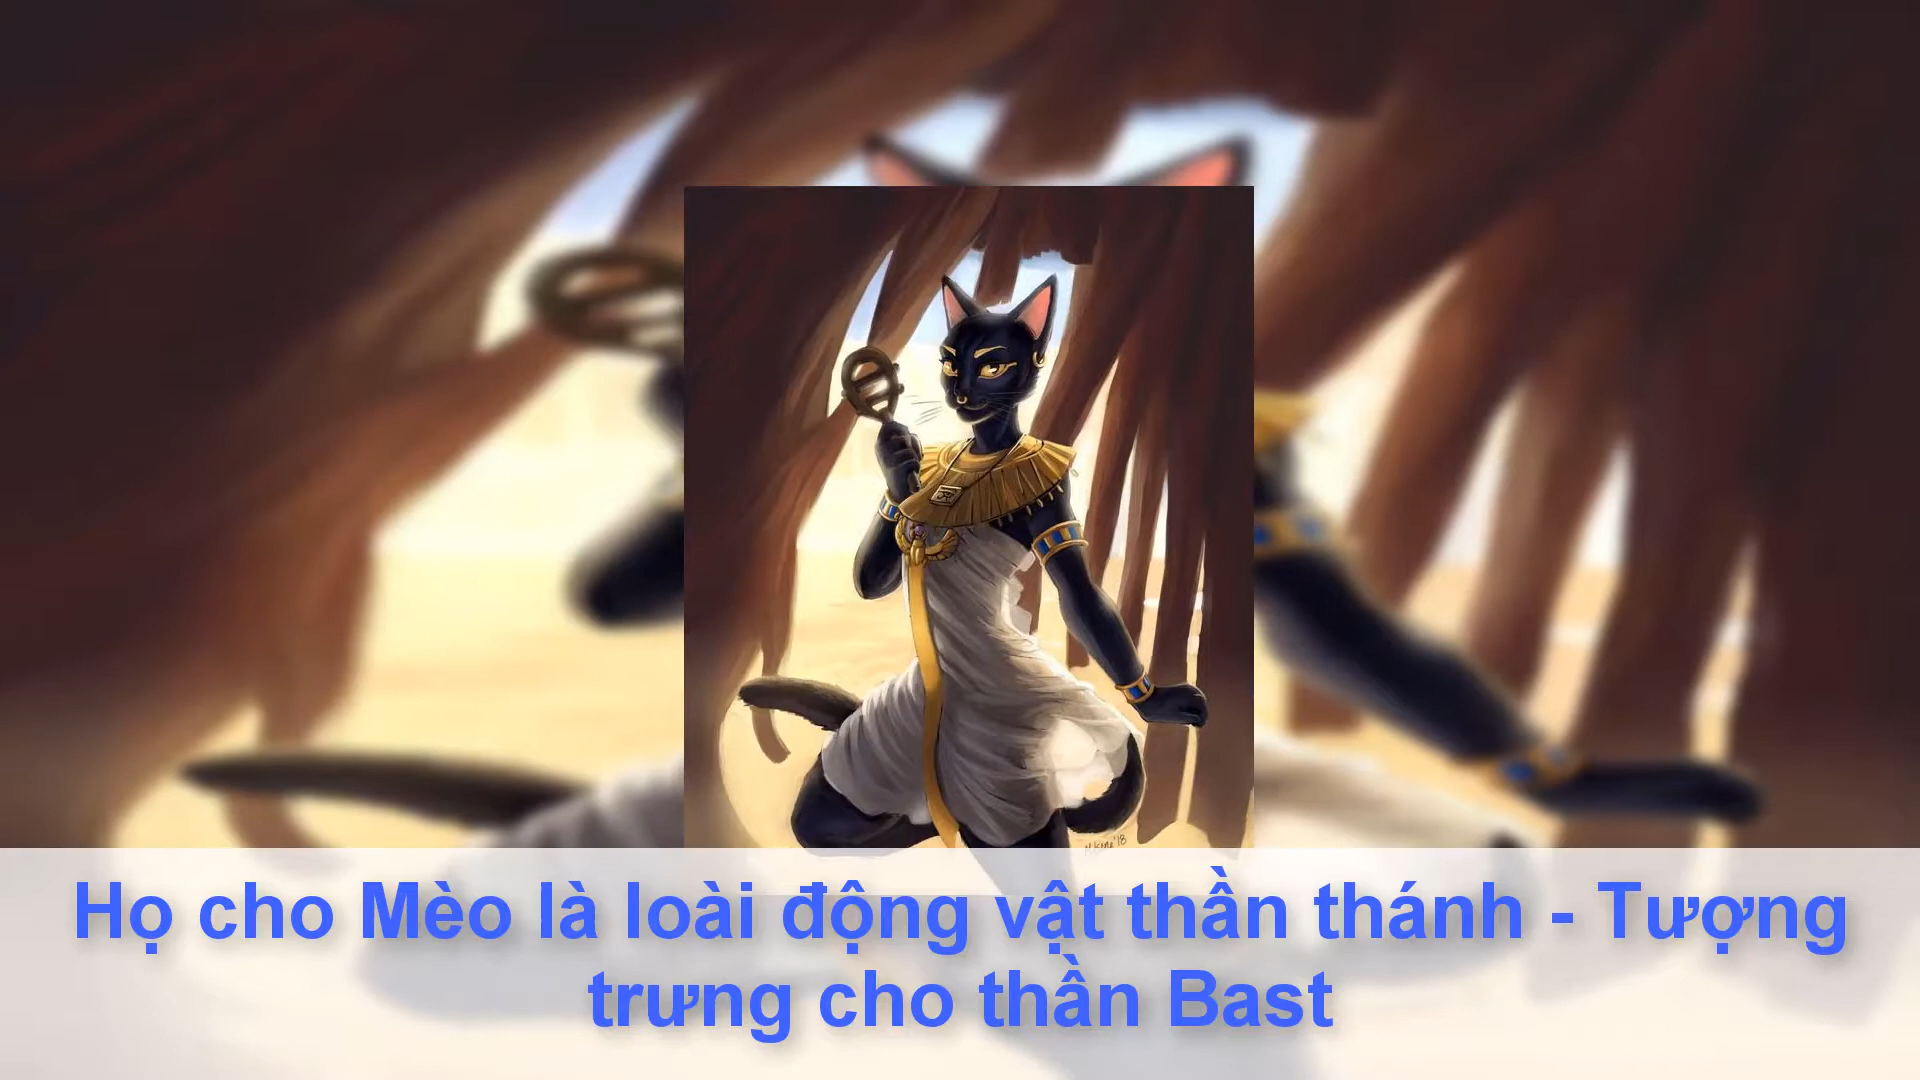 Họ cho Mèo là loài động vật thần thánh - Tượng
trưng cho thần Bast